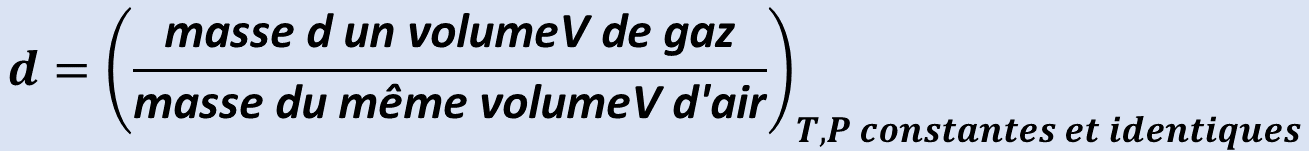 masse d un volumeV de gaz
d = ( )
masse du même volumeV d'air
T,P constantes et identiques